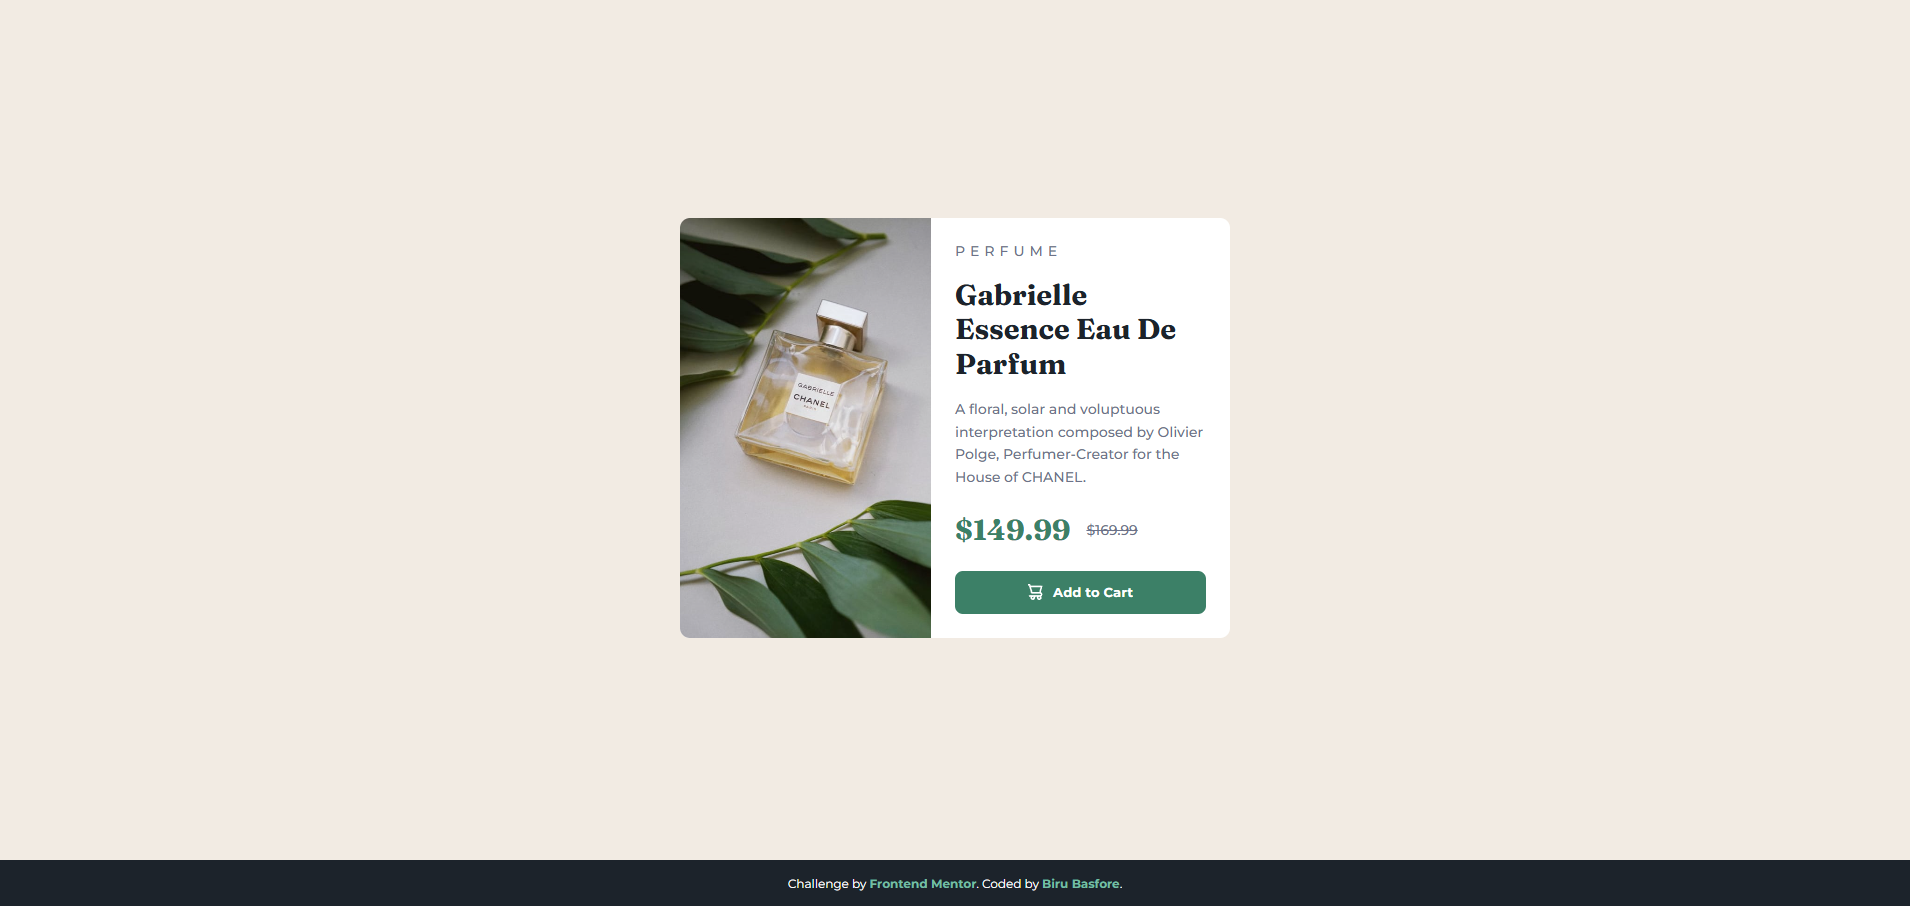 GABRIELLE
CHANEL
PARIS
PERFUME
Gabrielle
Essence Eau De
Parfum
A floral, solar and voluptuous
interpretation composed by Olivier
Polge, Perfumer-Creator for the
House of CHANEL.
$149.99 $169.99
Add to Cart
Challenge by Frontend Mentor. Coded by Biru Basfore.